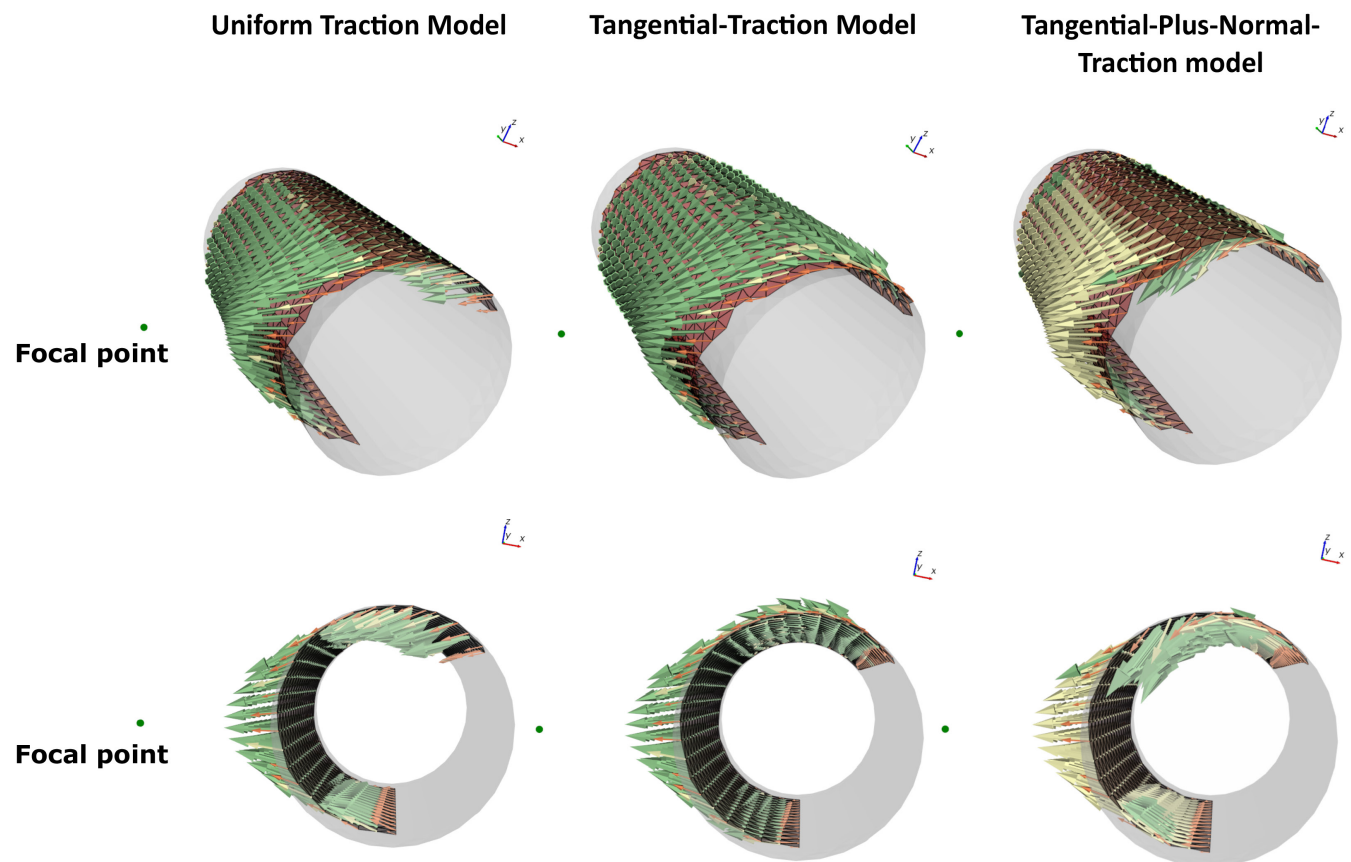 Uniform Traction Model
Tangential-Traction Model
Tangential-Plus-Normal-
Traction model
y z x
y z x
y z x
Focal point
z y x
z y x
z y x
Focal point